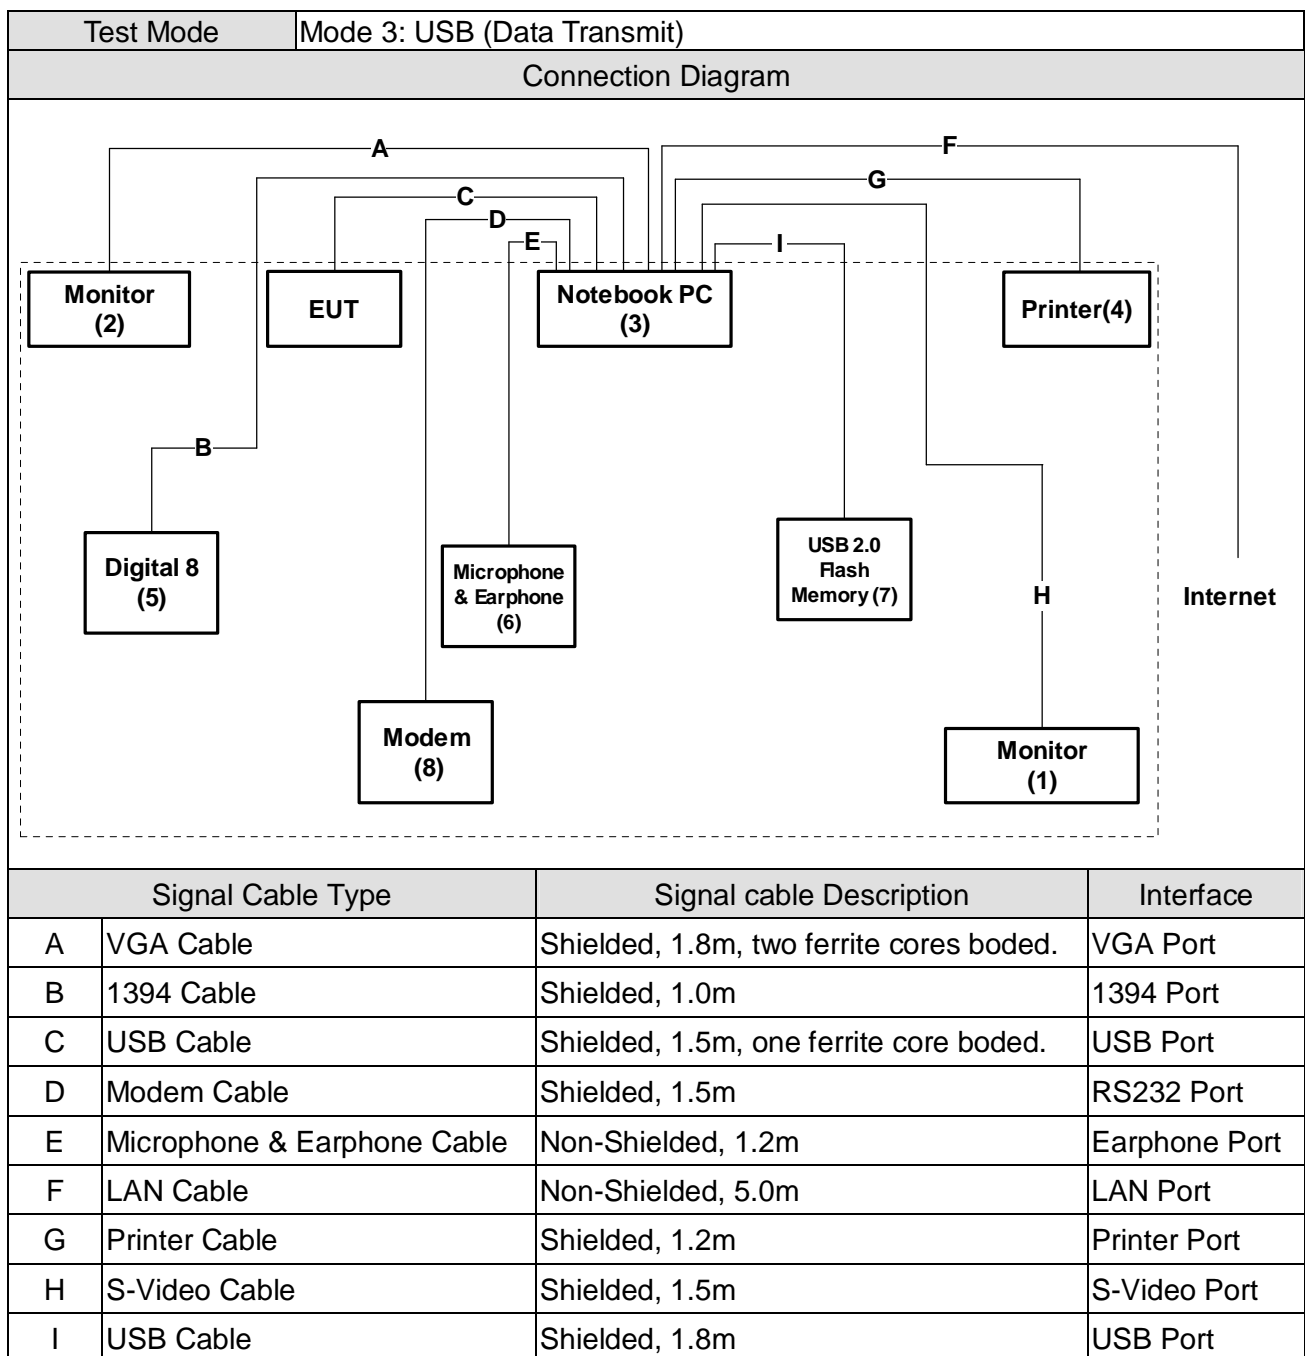 Test Mode Mode 3: USB (Data Transmit)
Connection Diagram
A
F
G
C
D
E
I
Monitor
(2)
EUT
Notebook PC
(3)
Printer(4)
B
Digital 8
(5)
Microphone
& Earphone
(6)
USB 2.0
Flash
Memory (7)
H
Internet
Modem
(8)
Monitor
(1)
Signal Cable Type Signal cable Description Interface
A VGA Cable Shielded, 1.8m, two ferrite cores boded. VGA Port
B 1394 Cable Shielded, 1.0m 1394 Port
C USB Cable Shielded, 1.5m, one ferrite core boded. USB Port
D Modem Cable Shielded, 1.5m RS232 Port
E Microphone & Earphone Cable Non-Shielded, 1.2m Earphone Port
F LAN Cable Non-Shielded, 5.0m LAN Port
G Printer Cable Shielded, 1.2m Printer Port
H S-Video Cable Shielded, 1.5m S-Video Port
I USB Cable Shielded, 1.8m USB Port